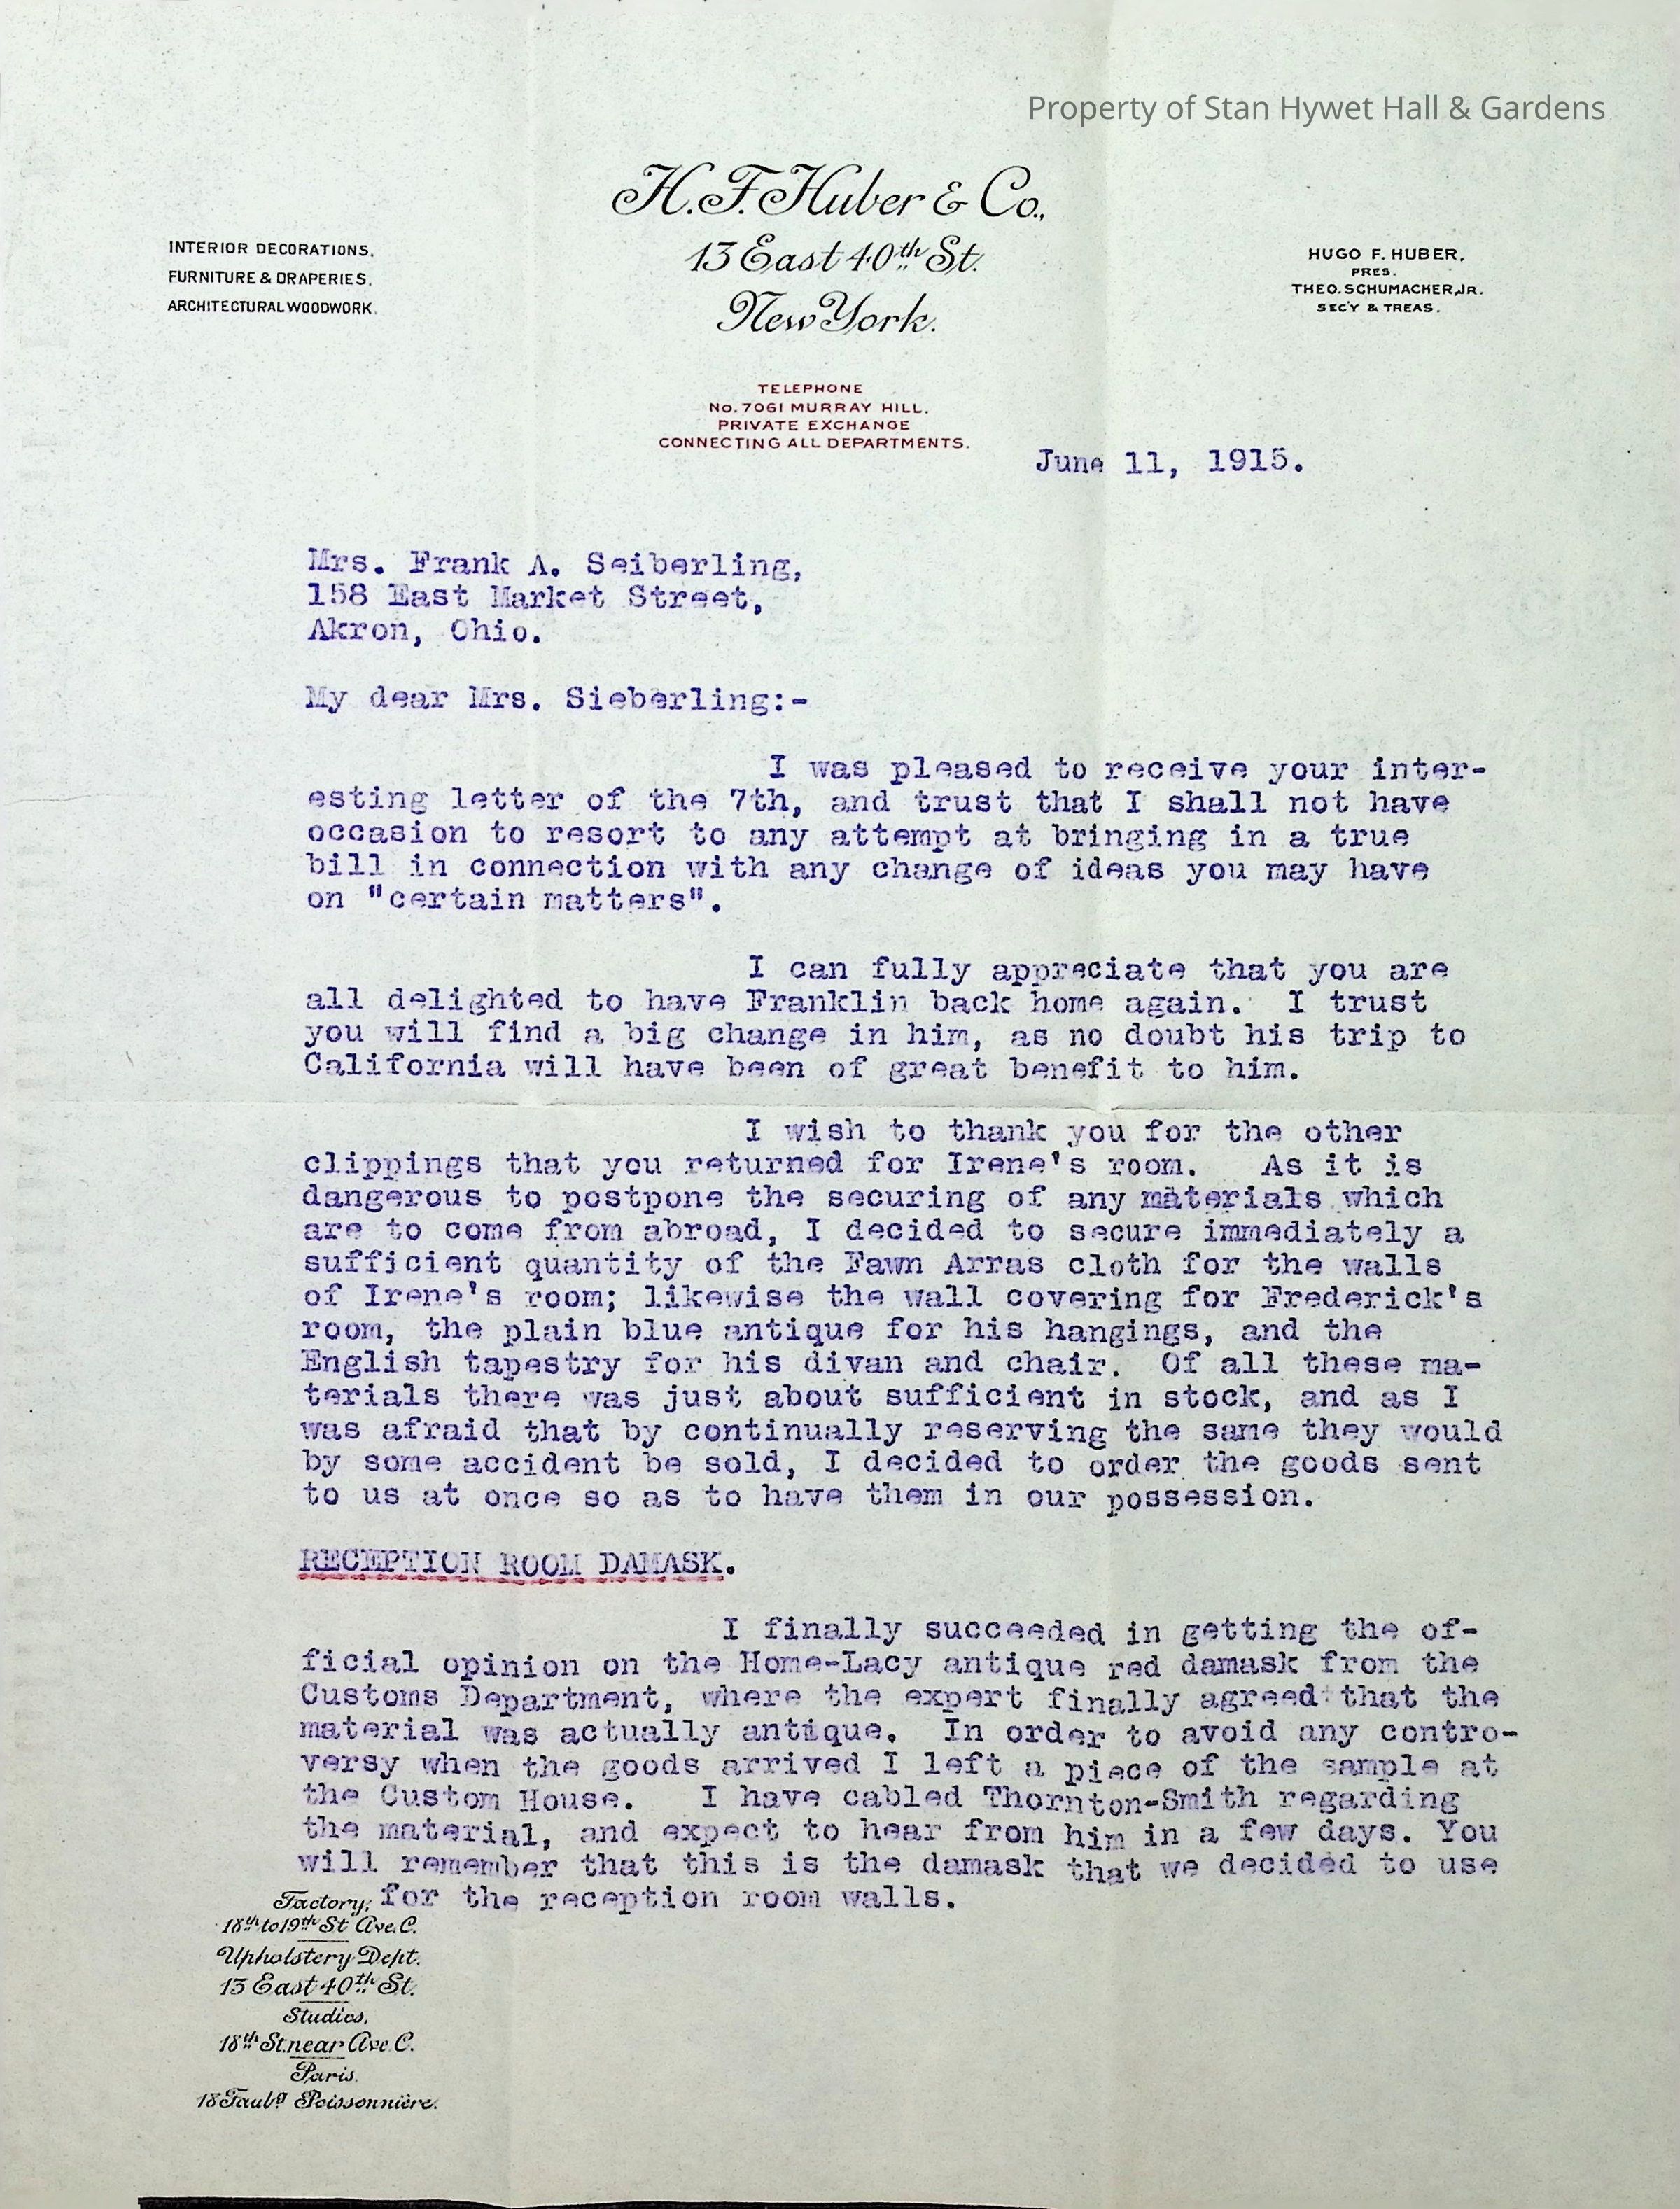 Property of Stan Hywet Hall & Gardens
H. F. Huber & Co.,
13 East 40th St.
New York.
INTERIOR DECORATIONS.
FURNITURE & DRAPERIES.
ARCHITECTURAL WOODWORK.
HUGO F. HUBER,
PRES.
THEO. SCHUMACHER, JR.
SEC'Y & TREAS.
TELEPHONE
No. 7061 MURRAY HILL.
PRIVATE EXCHANGE
CONNECTING ALL DEPARTMENTS.
June 11, 1915.
Mrs. Frank A. Seiberling,
158 East Market Street,
Akron, Ohio.
My dear Mrs. Sieberling:-
I was pleased to receive your inter-
esting letter of the 7th, and trust that I shall not have
occasion to resort to any attempt at bringing in a true
bill in connection with any change of ideas you may have
on "certain matters".
I can fully appreciate that you are
all delighted to have Franklin back home again. I trust
you will find a big change in him, as no doubt his trip to
California will have been of great benefit to him.
I wish to thank you for the other
clippings that you returned for Irene's room. As it is
dangerous to postpone the securing of any materials which
are to come from abroad, I decided to secure immediately a
sufficient quantity of the Fawn Arras cloth for the walls
of Irene's room; likewise the wall covering for Frederick's
room, the plain blue antique for his hangings, and the
English tapestry for his divan and chair. Of all these ma-
terials there was just about sufficient in stock, and as I
was afraid that by continually reserving the same they would
by some accident be sold, I decided to order the goods sent
to us at once so as to have them in our possession.
RECEPTION ROOM DAMASK.
I finally succeeded in getting the of-
ficial opinion on the Home-Lacy antique red damask from the
Customs Department, where the expert finally agreed that the
material was actually antique. In order to avoid any contro-
versy when the goods arrived I left a piece of the sample at
the Custom House. I have cabled Thornton-Smith regarding
the material, and expect to hear from him in a few days. You
will remember that this is the damask that we decided to use
for the reception room walls.
Factory;
18th to 19th St Ave. C.
Upholstery Dept.
13 East 40th St.
Studios,
18th St. near Ave. C.
Paris.
18 Faubg Poissonnière.